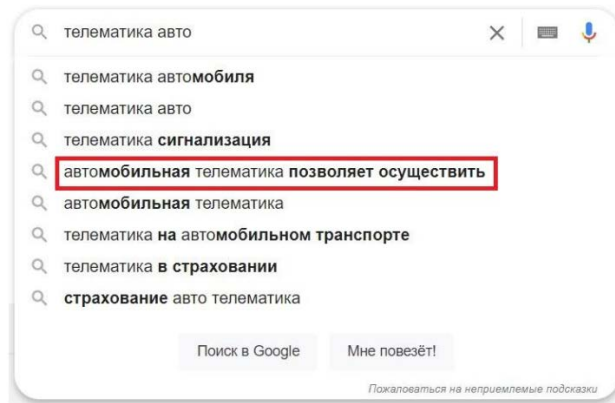 телематика авто
телематика автомобиля
телематика авто
телематика сигнализация
автомобильная телематика позволяет осуществить
автомобильная телематика
телематика на автомобильном транспорте
телематика в страховании
страхование авто телематика
Поиск в Google Мне повезёт!
Пожаловаться на неприемлемые подсказки